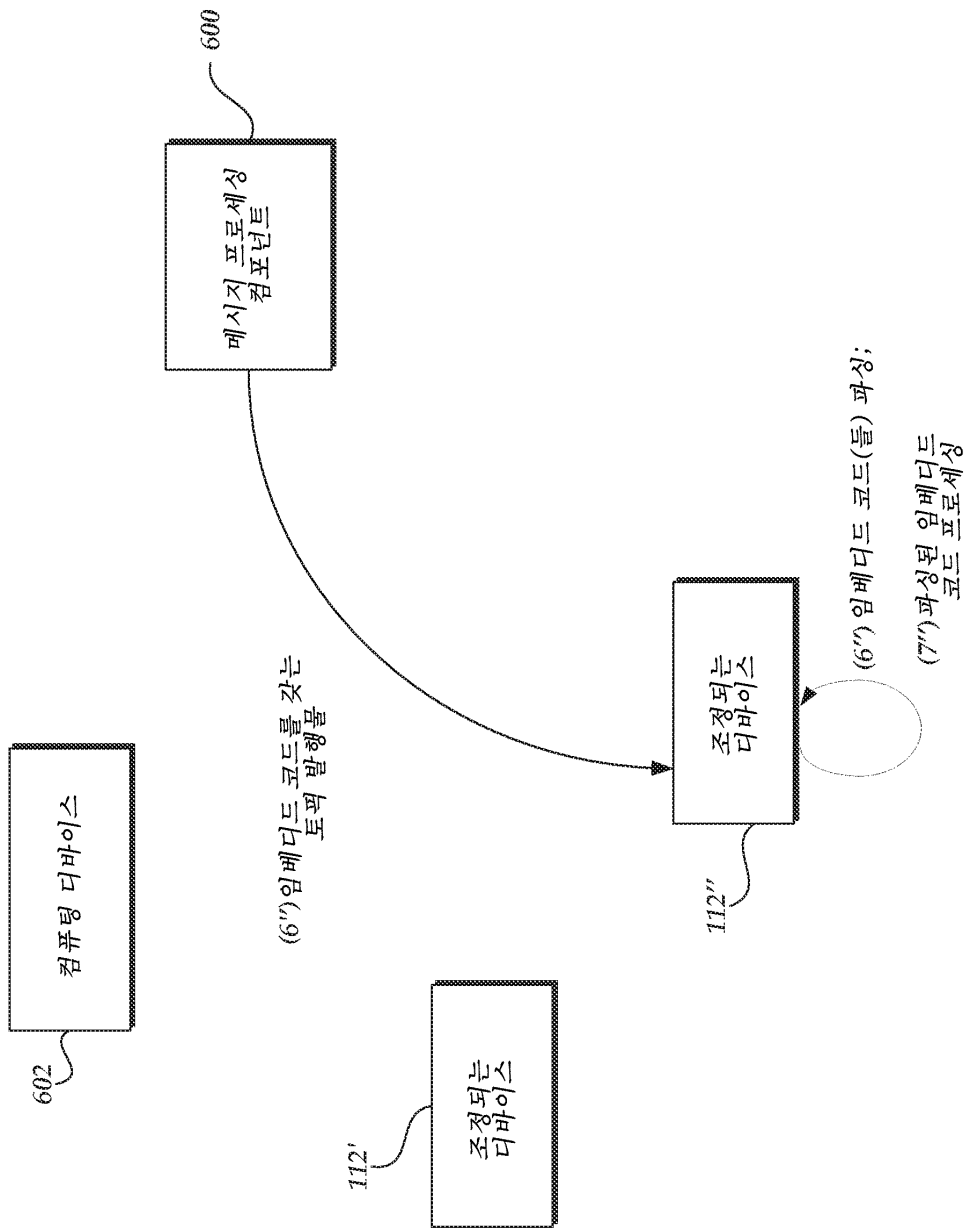 컴퓨팅 디바이스
602
메시지 프로세싱
컴포넌트
600
(6") 임베디드 코드를 갖는
토픽 발행물
조정되는
디바이스
112'
조정되는
디바이스
112"
(6") 임베디드 코드(들) 파싱;
(7") 파싱된 임베디드
코드 프로세싱